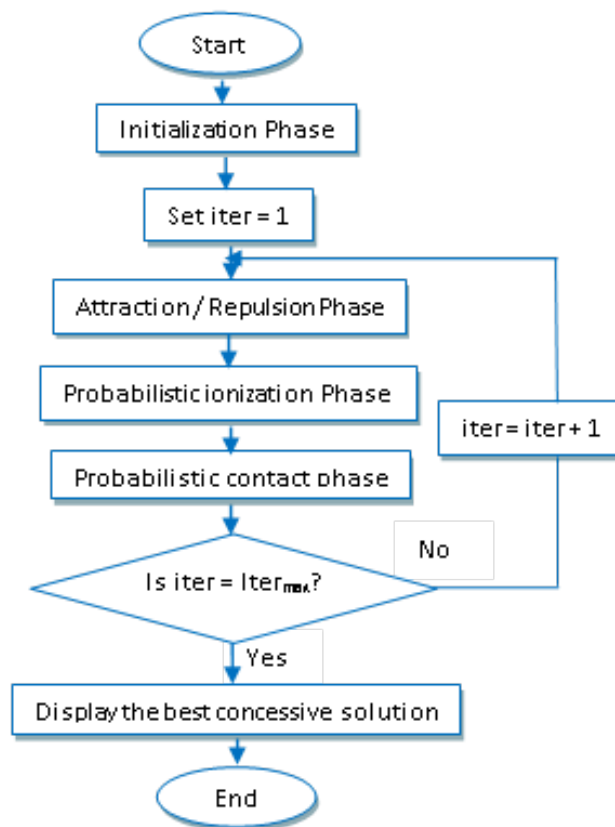 Start
Initialization Phase
Set iter = 1
Attraction / Repulsion Phase
Probabilistic ionization Phase
iter = iter + 1
Probabilistic contact phase
No
Is iter = Iter_max?
Yes
Display the best concessive solution
End